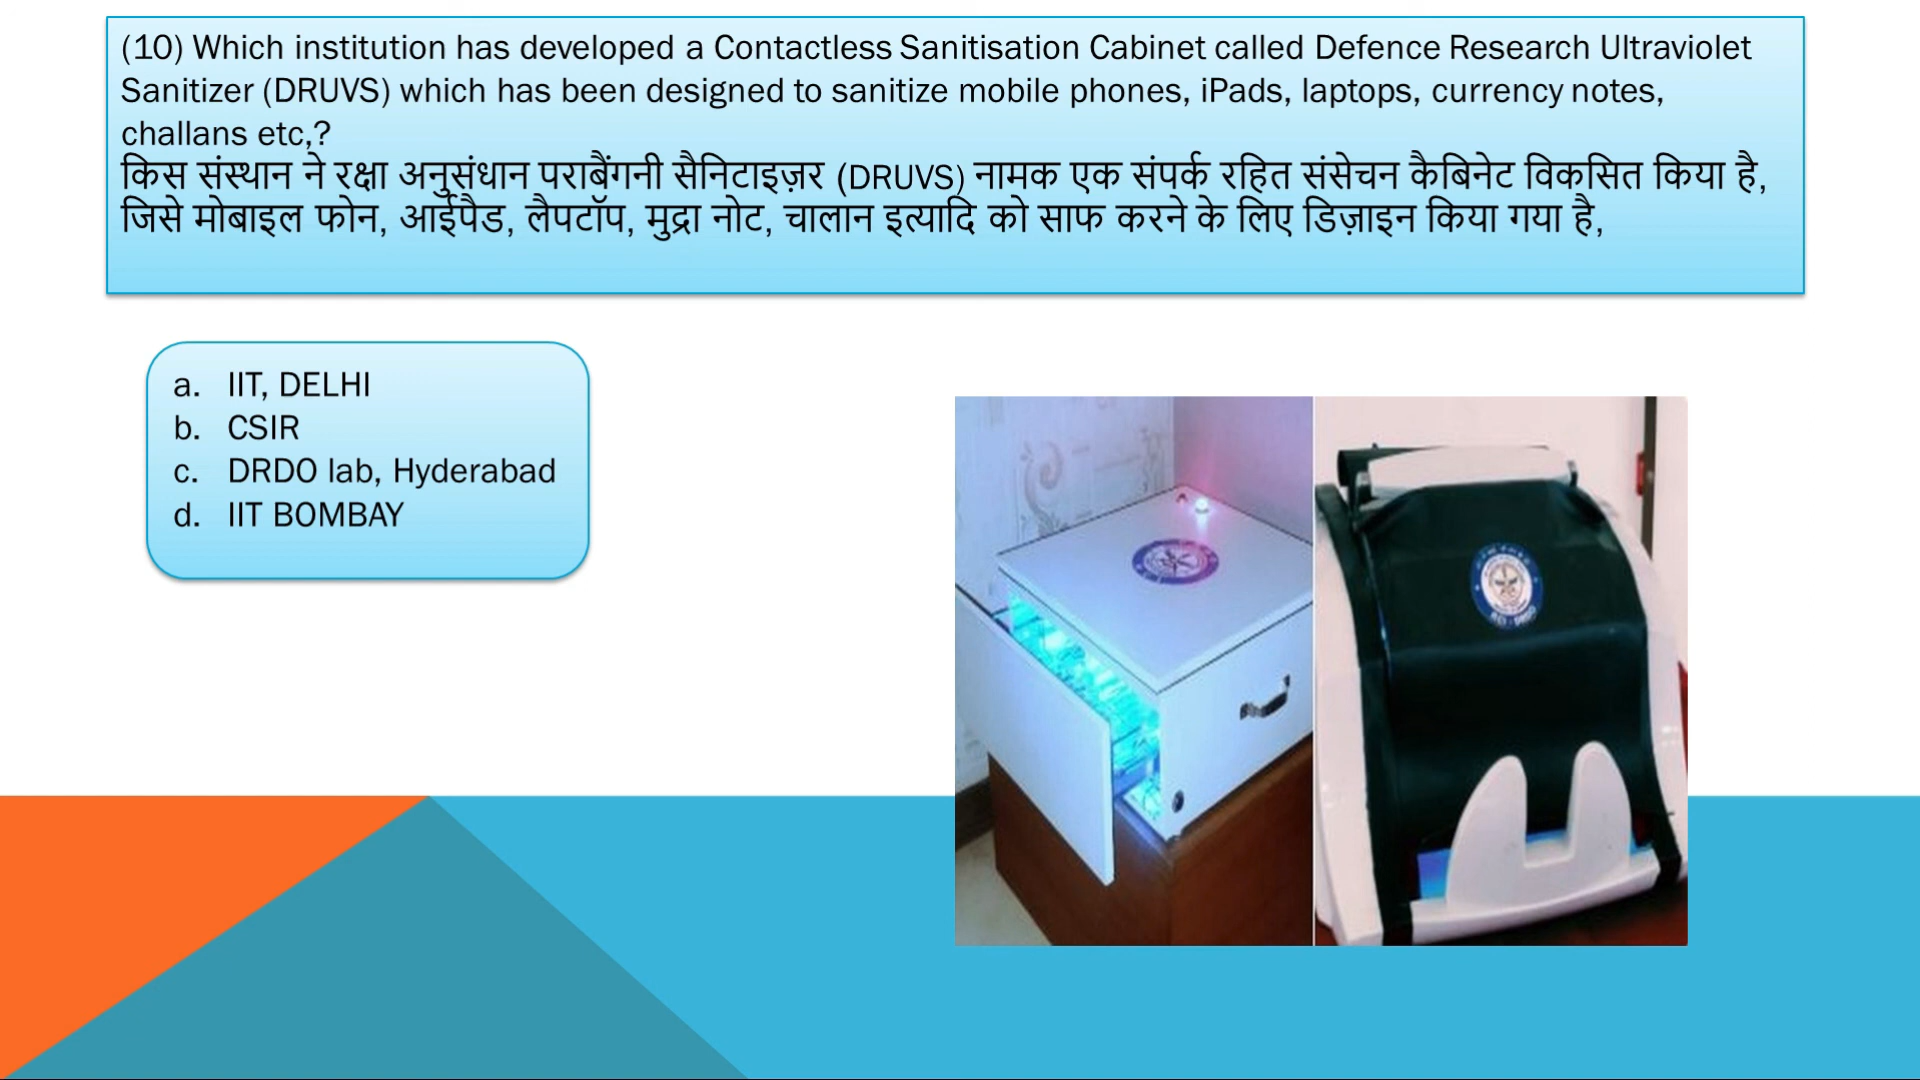 (10) Which institution has developed a Contactless Sanitisation Cabinet called Defence Research Ultraviolet
Sanitizer (DRUVS) which has been designed to sanitize mobile phones, iPads, laptops, currency notes,
challans etc,?
किस संस्थान ने रक्षा अनुसंधान पराबैंगनी सैनिटाइज़र (DRUVS) नामक एक संपर्क रहित संसेचन कैबिनेट विकसित किया है,
जिसे मोबाइल फोन, आईपैड, लैपटॉप, मुद्रा नोट, चालान इत्यादि को साफ करने के लिए डिज़ाइन किया गया है,
a. IIT, DELHI
b. CSIR
c. DRDO lab, Hyderabad
d. IIT BOMBAY